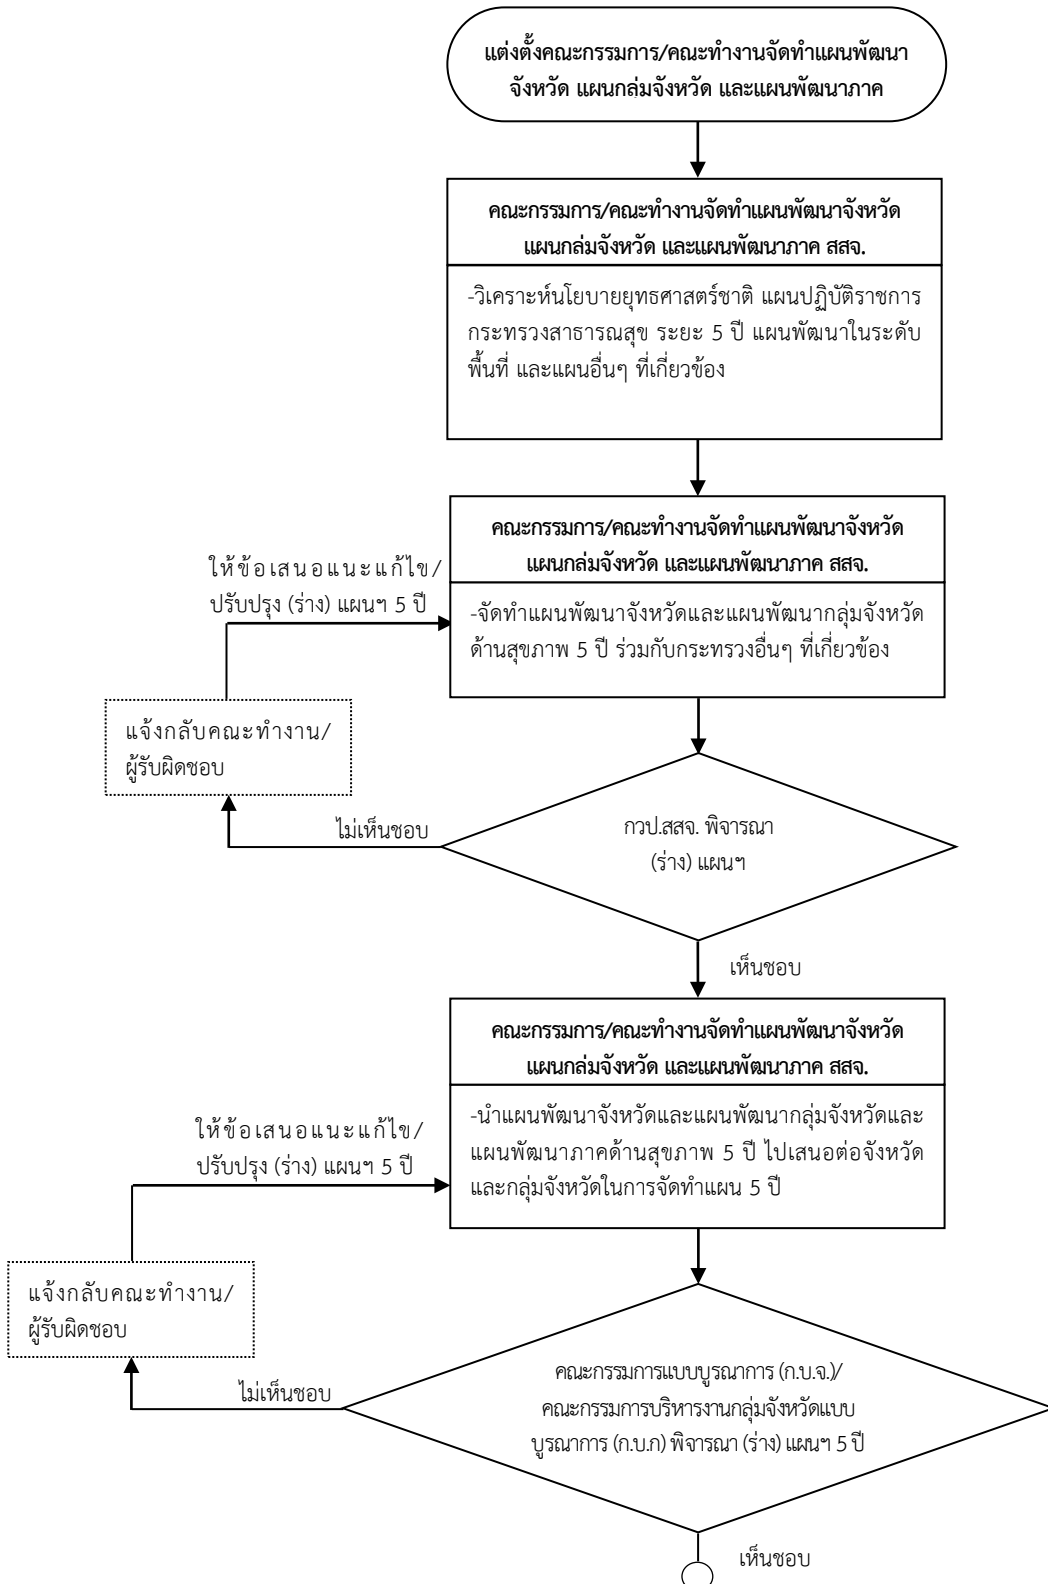 แต่งตั้งคณะกรรมการ/คณะทำงานจัดทำแผนพัฒนา
จังหวัด แผนกลุ่มจังหวัด และแผนพัฒนาภาค
คณะกรรมการ/คณะทำงานจัดทำแผนพัฒนาจังหวัด
แผนกลุ่มจังหวัด และแผนพัฒนาภาค สสจ.
-วิเคราะห์นโยบายยุทธศาสตร์ชาติ แผนปฏิบัติราชการ
กระทรวงสาธารณสุข ระยะ 5 ปี แผนพัฒนาในระดับ
พื้นที่ และแผนอื่นๆ ที่เกี่ยวข้อง
คณะกรรมการ/คณะทำงานจัดทำแผนพัฒนาจังหวัด
แผนกลุ่มจังหวัด และแผนพัฒนาภาค สสจ.
ให้ข้อเสนอแนะแก้ไข/
ปรับปรุง (ร่าง) แผนฯ 5 ปี
-จัดทำแผนพัฒนาจังหวัดและแผนพัฒนากลุ่มจังหวัด
ด้านสุขภาพ 5 ปี ร่วมกับกระทรวงอื่นๆ ที่เกี่ยวข้อง
แจ้งกลับคณะทำงาน/
ผู้รับผิดชอบ
ไม่เห็นชอบ
กวป.สสจ. พิจารณา
(ร่าง) แผนฯ
เห็นชอบ
คณะกรรมการ/คณะทำงานจัดทำแผนพัฒนาจังหวัด
แผนกลุ่มจังหวัด และแผนพัฒนาภาค สสจ.
ให้ข้อเสนอแนะแก้ไข/
ปรับปรุง (ร่าง) แผนฯ 5 ปี
-นำแผนพัฒนาจังหวัดและแผนพัฒนากลุ่มจังหวัดและ
แผนพัฒนาภาคด้านสุขภาพ 5 ปี ไปเสนอต่อจังหวัด
และกลุ่มจังหวัดในการจัดทำแผน 5 ปี
แจ้งกลับคณะทำงาน/
ผู้รับผิดชอบ
ไม่เห็นชอบ
คณะกรรมการแบบบูรณาการ (ก.บ.จ.)/
คณะกรรมการบริหารงานกลุ่มจังหวัดแบบ
บูรณาการ (ก.บ.ก) พิจารณา (ร่าง) แผนฯ 5 ปี
เห็นชอบ